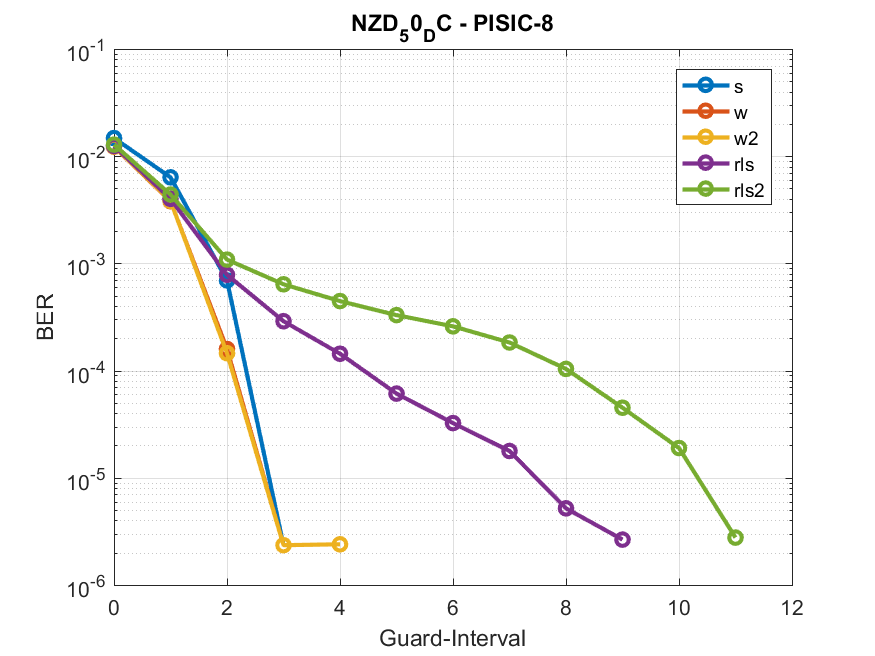 NZD₅0_DC - PISIC-8
10⁻¹
10⁻²
10⁻³
10⁻⁴
10⁻⁵
10⁻⁶
BER
s
w
w2
rls
rls2
0 2 4 6 8 10 12
Guard-Interval